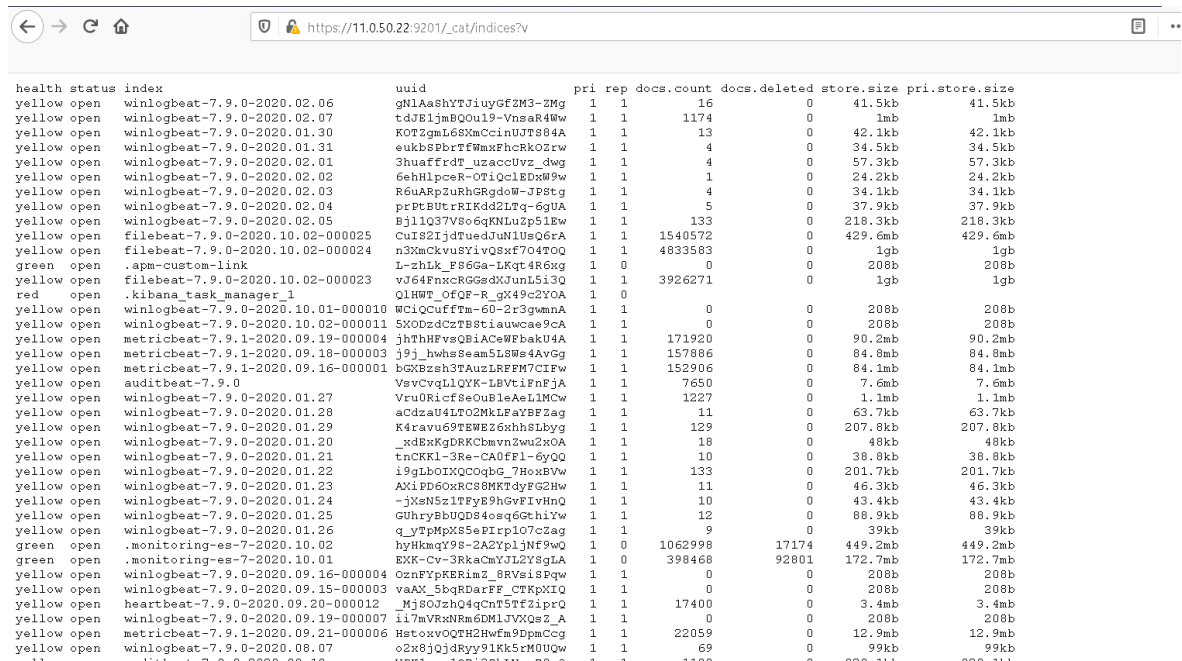 https://11.0.50.22:9201/_cat/indices?v
health status index uuid pri rep docs.count docs.deleted store.size pri.store.size
yellow open winlogbeat-7.9.0-2020.02.06 gNlAaShYTJiuyGfZM3-ZMg 1 1 16 0 41.5kb 41.5kb
yellow open winlogbeat-7.9.0-2020.02.07 tdJE1jmBQOu19-VnsaR4Ww 1 1 1174 0 1mb 1mb
yellow open winlogbeat-7.9.0-2020.01.30 KOTZgmL6SXmCcinUJTS84A 1 1 13 0 42.1kb 42.1kb
yellow open winlogbeat-7.9.0-2020.01.31 eukbSPbrTfWmxFhcRkOZrw 1 1 4 0 34.5kb 34.5kb
yellow open winlogbeat-7.9.0-2020.02.01 3huaffrdT_uzaccUvz_dwg 1 1 4 0 57.3kb 57.3kb
yellow open winlogbeat-7.9.0-2020.02.02 6ehHlpceR-OTiQclEDxW9w 1 1 1 0 24.2kb 24.2kb
yellow open winlogbeat-7.9.0-2020.02.03 R6uARpZuRhGRgdoW-JPStg 1 1 4 0 34.1kb 34.1kb
yellow open winlogbeat-7.9.0-2020.02.04 prPtBUtrRIKdd2LTq-6gUA 1 1 5 0 37.9kb 37.9kb
yellow open winlogbeat-7.9.0-2020.02.05 Bjl1Q37VSo6qKNLuZp51Ew 1 1 133 0 218.3kb 218.3kb
yellow open filebeat-7.9.0-2020.10.02-000025 CuIS2IjdTuedJuN1UsQ6rA 1 1 1540572 0 429.6mb 429.6mb
yellow open filebeat-7.9.0-2020.10.02-000024 n3XmCkvuSYivQSxf7O4TOQ 1 1 4833583 0 1gb 1gb
green open .apm-custom-link L-zhLk_FS6Ga-LKqt4R6xg 1 0 0 0 208b 208b
yellow open filebeat-7.9.0-2020.10.02-000023 vJ64FnxcRGGsdXJunL5i3Q 1 1 3926271 0 1gb 1gb
red open .kibana_task_manager_1 QlHWT_OfQF-R_gX49c2YOA 1 0
yellow open winlogbeat-7.9.0-2020.10.01-000010 WCiQCuffTm-60-2r3gwmnA 1 1 0 0 208b 208b
yellow open winlogbeat-7.9.0-2020.10.02-000011 5XODzdCzTBStiauwcae9cA 1 1 0 0 208b 208b
yellow open metricbeat-7.9.1-2020.09.19-000004 jhThHFvsQBiACeWFbakU4A 1 1 171920 0 90.2mb 90.2mb
yellow open metricbeat-7.9.1-2020.09.18-000003 j9j_hwhsSeam5LSWs4AvGg 1 1 157886 0 84.8mb 84.8mb
yellow open metricbeat-7.9.1-2020.09.16-000001 bGXBzsh3TAuzLRFFM7CIFw 1 1 152906 0 84.1mb 84.1mb
yellow open auditbeat-7.9.0 VsvCvqLlQYK-LBVtiFnFjA 1 1 7650 0 7.6mb 7.6mb
yellow open winlogbeat-7.9.0-2020.01.27 Vru0RicfSeOuB1eAeL1MCw 1 1 1227 0 1.1mb 1.1mb
yellow open winlogbeat-7.9.0-2020.01.28 aCdzaU4LTO2MkLFaYBFZag 1 1 11 0 63.7kb 63.7kb
yellow open winlogbeat-7.9.0-2020.01.29 K4ravu69TEWEZ6xhhSLbyg 1 1 129 0 207.8kb 207.8kb
yellow open winlogbeat-7.9.0-2020.01.20 _xdExKgDRKCbmvnZwu2xOA 1 1 18 0 48kb 48kb
yellow open winlogbeat-7.9.0-2020.01.21 tnCKKl-3Re-CA0fFl-6yQQ 1 1 10 0 38.8kb 38.8kb
yellow open winlogbeat-7.9.0-2020.01.22 i9gLbOIXQCOqbG_7HoxBVw 1 1 133 0 201.7kb 201.7kb
yellow open winlogbeat-7.9.0-2020.01.23 AXiPD6OxRCS8MKTdyFG2Hw 1 1 11 0 46.3kb 46.3kb
yellow open winlogbeat-7.9.0-2020.01.24 -jXsN5z1TFyE9hGvFIvHnQ 1 1 10 0 43.4kb 43.4kb
yellow open winlogbeat-7.9.0-2020.01.25 GUhryBbUQDS4osq6GthiYw 1 1 12 0 88.9kb 88.9kb
yellow open winlogbeat-7.9.0-2020.01.26 q_yTpMpXS5ePIrp1O7cZag 1 1 9 0 39kb 39kb
green open .monitoring-es-7-2020.10.02 hyHkmqY9S-2A2YpljNf9wQ 1 0 1062998 17174 449.2mb 449.2mb
green open .monitoring-es-7-2020.10.01 EXK-Cv-3RkaCmYJL2YSgLA 1 0 398468 92801 172.7mb 172.7mb
yellow open winlogbeat-7.9.0-2020.09.16-000004 OznFYpKERimZ_8RVsiSPqw 1 1 0 0 208b 208b
yellow open winlogbeat-7.9.0-2020.09.15-000003 vaAX_5bqRDarFF_CTKpXIQ 1 1 0 0 208b 208b
yellow open heartbeat-7.9.0-2020.09.20-000012 _MjSOJzhQ4qCnT5TfZiprQ 1 1 17400 0 3.4mb 3.4mb
yellow open winlogbeat-7.9.0-2020.09.19-000007 ii7mVRxNRm6DMlJVXQsZ_A 1 1 0 0 208b 208b
yellow open metricbeat-7.9.1-2020.09.21-000006 HstoxvOQTH2Hwfm9DpmCcg 1 1 22059 0 12.9mb 12.9mb
yellow open winlogbeat-7.9.0-2020.08.07 o2x8jQjdRyy91Kk5rM0UQw 1 1 69 0 99kb 99kb